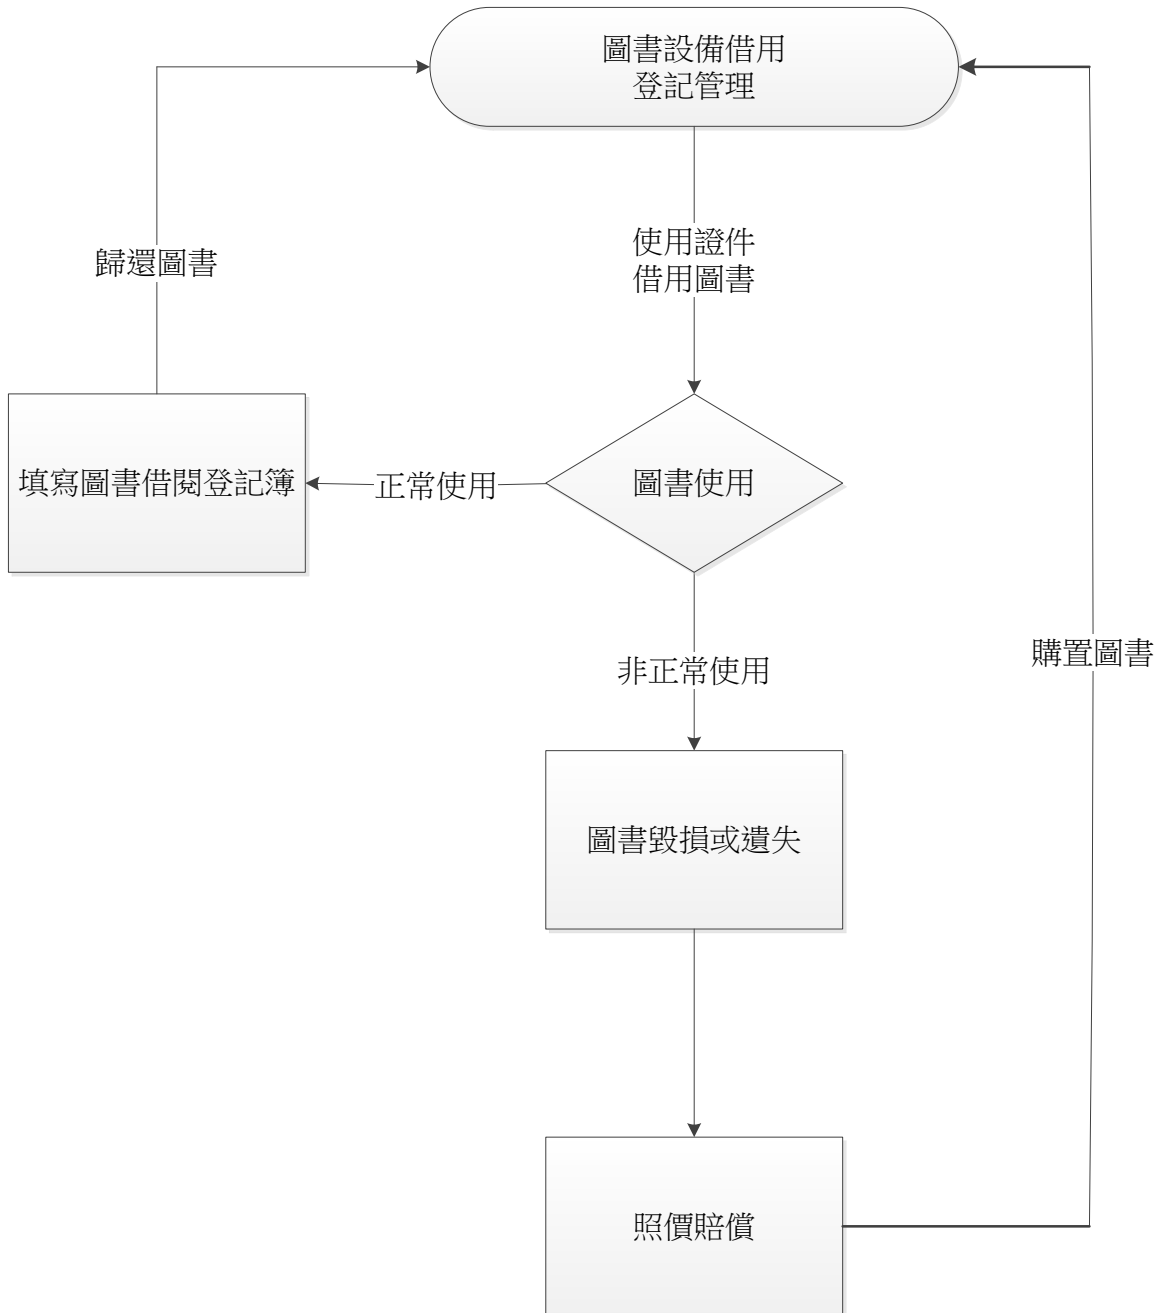 圖書設備借用
登記管理
使用證件
借用圖書
歸還圖書
填寫圖書借閱登記簿
正常使用
圖書使用
購置圖書
非正常使用
圖書毀損或遺失
照價賠償